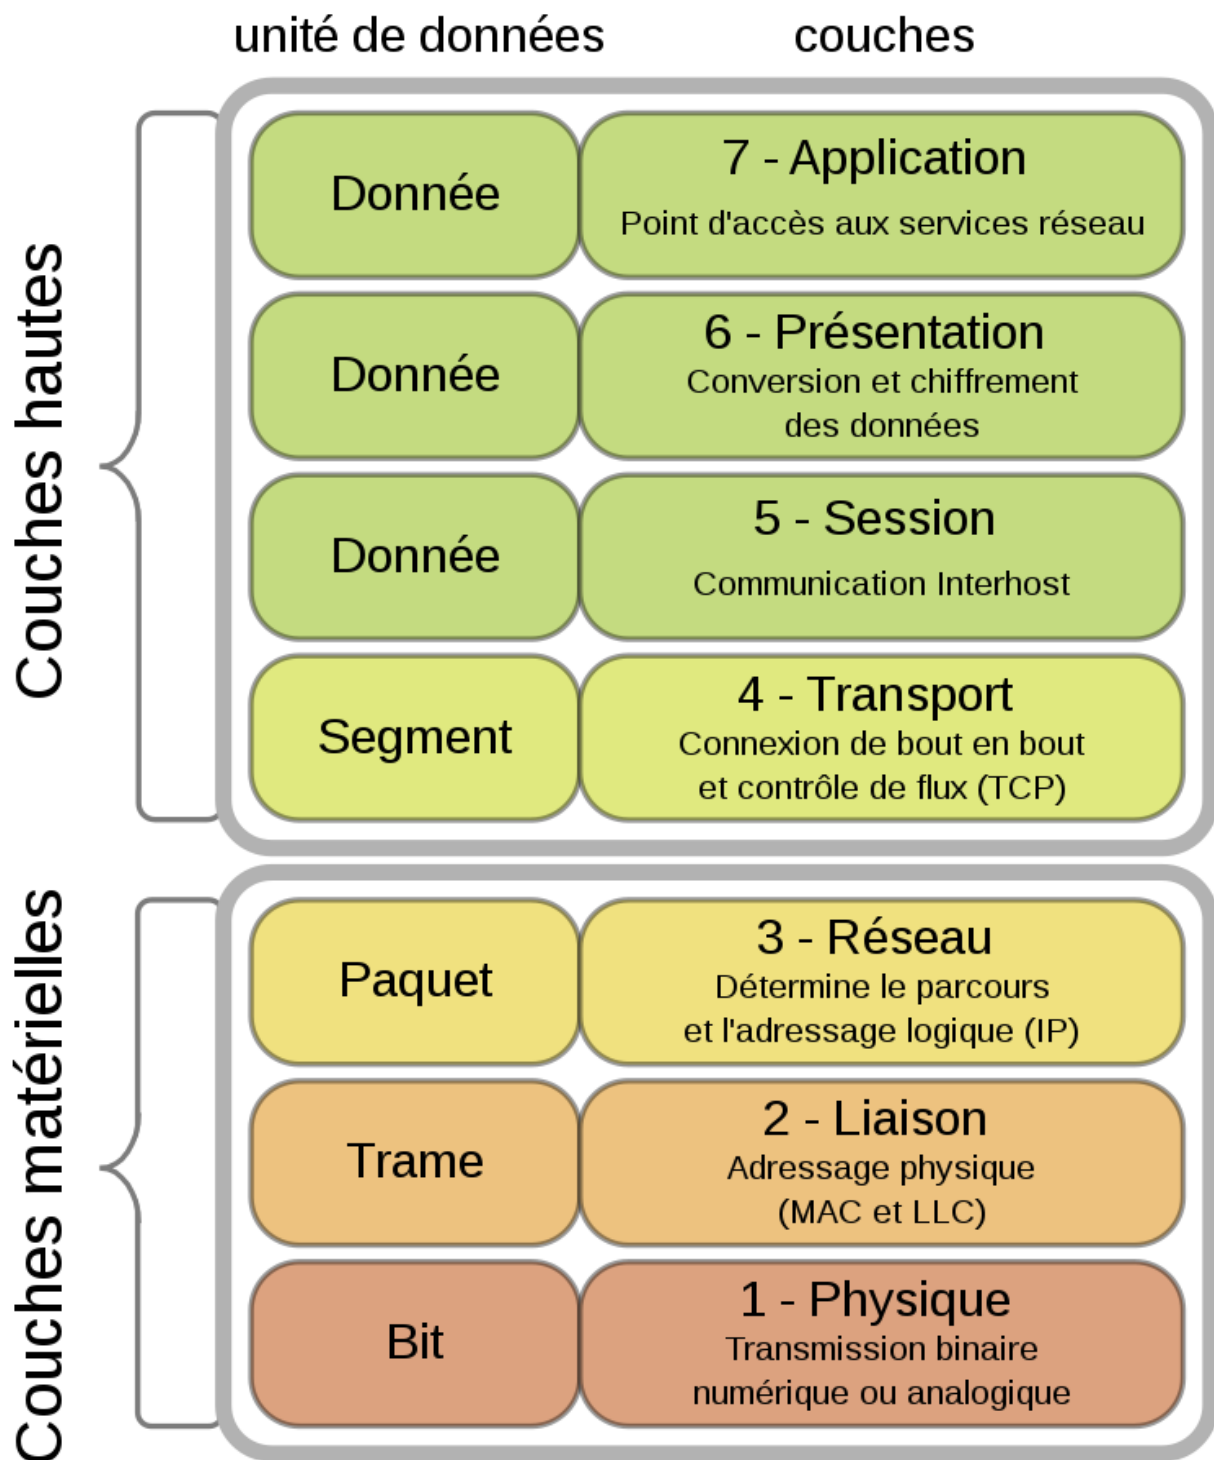 unité de données couches
Couches hautes
Donnée
7 - Application
Point d'accès aux services réseau
Donnée
6 - Présentation
Conversion et chiffrement
des données
Donnée
5 - Session
Communication Interhost
Segment
4 - Transport
Connexion de bout en bout
et contrôle de flux (TCP)
Couches matérielles
Paquet
3 - Réseau
Détermine le parcours
et l'adressage logique (IP)
Trame
2 - Liaison
Adressage physique
(MAC et LLC)
Bit
1 - Physique
Transmission binaire
numérique ou analogique